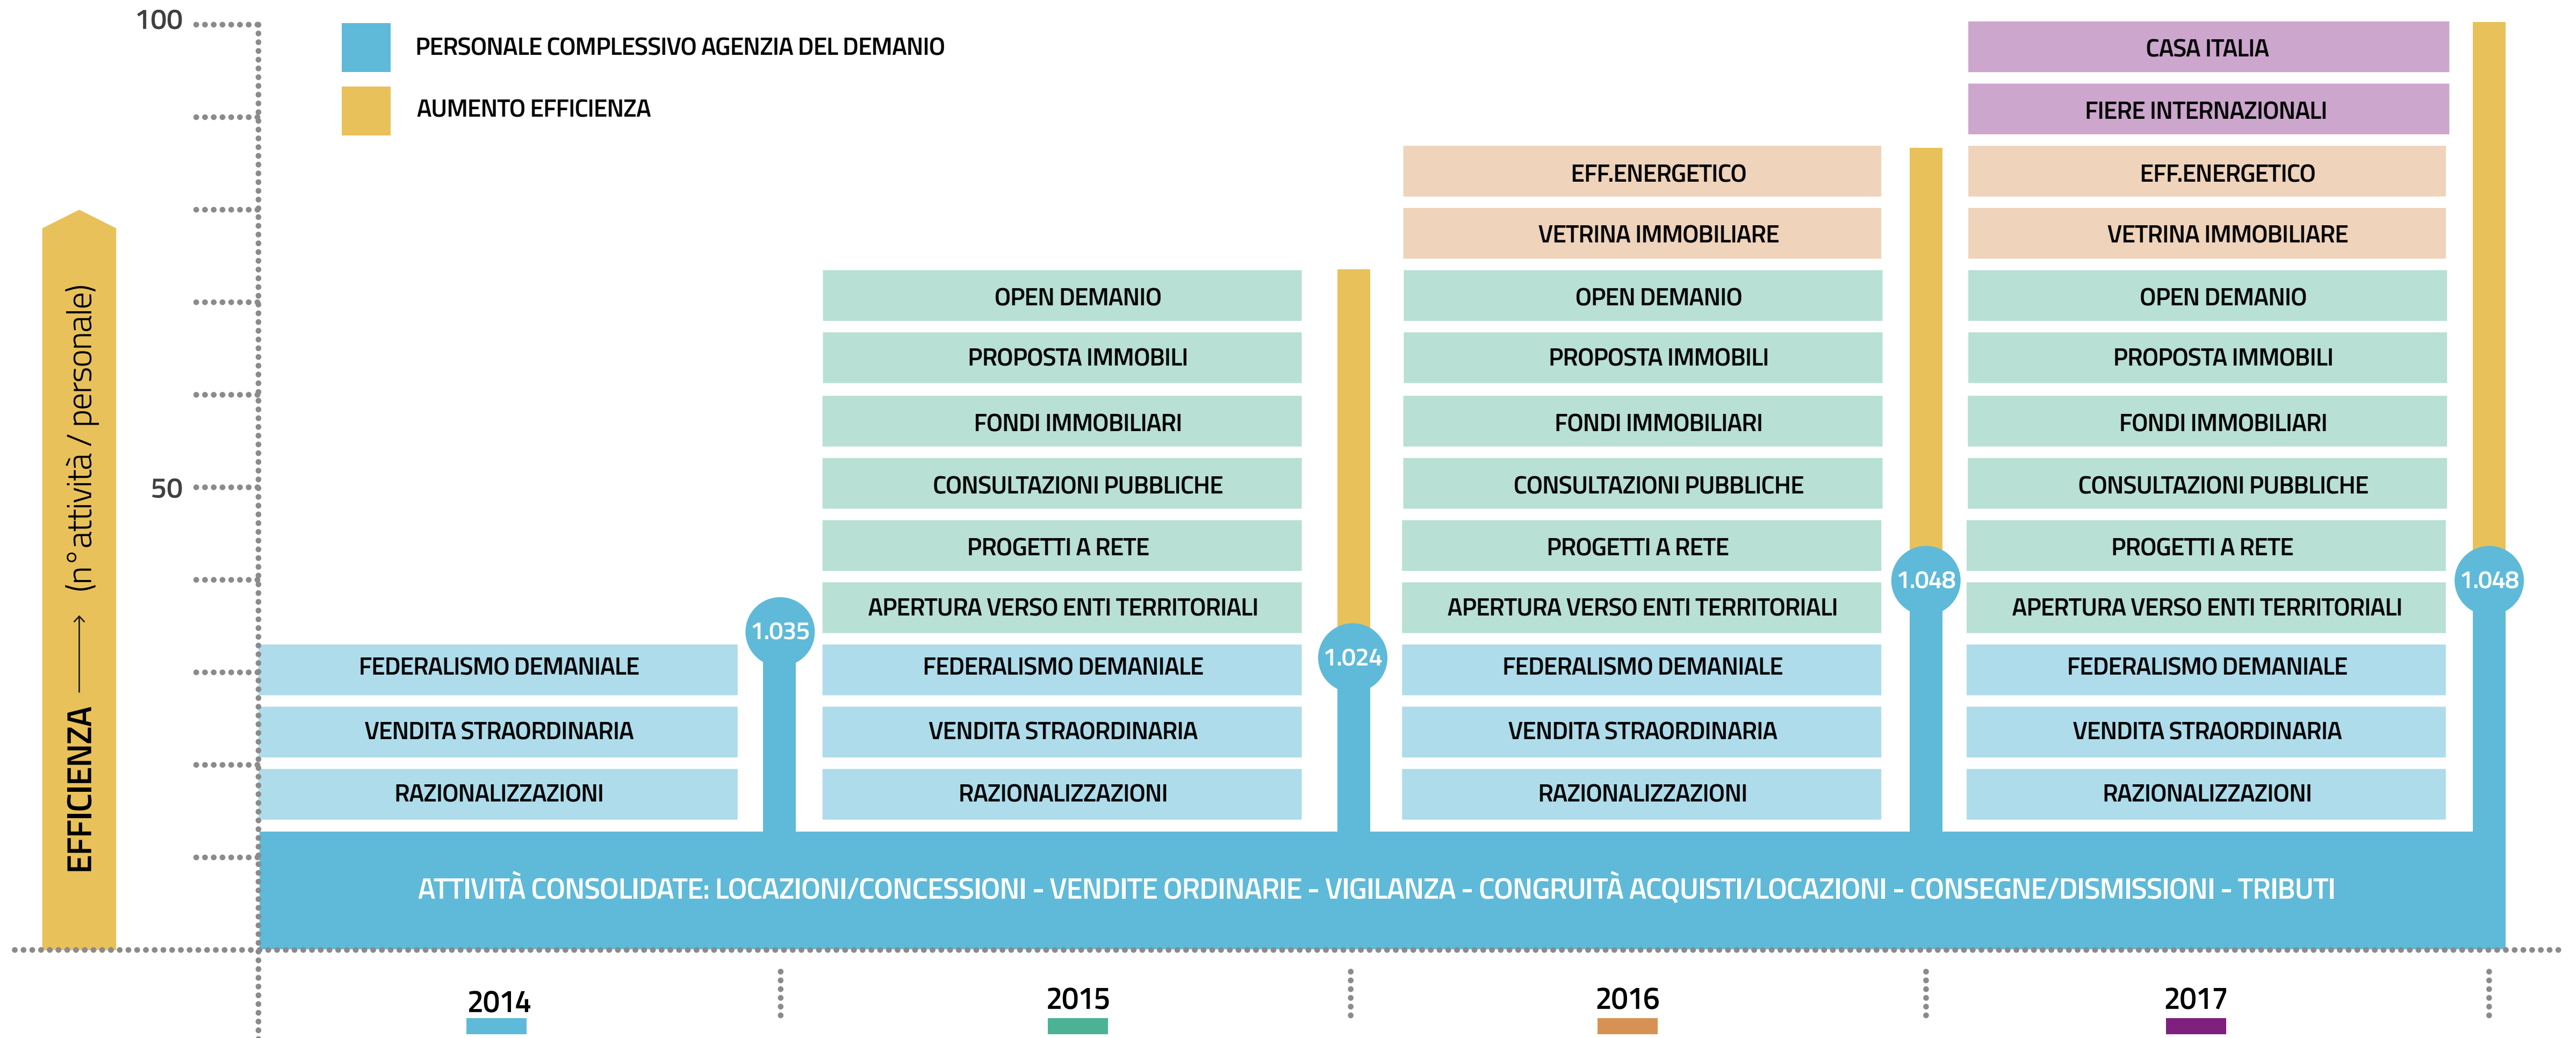 100
PERSONALE COMPLESSIVO AGENZIA DEL DEMANIO
AUMENTO EFFICIENZA
50
EFFICIENZA → (n° attività / personale)
FEDERALISMO DEMANIALE
VENDITA STRAORDINARIA
RAZIONALIZZAZIONI
1.035
OPEN DEMANIO
PROPOSTA IMMOBILI
FONDI IMMOBILIARI
CONSULTAZIONI PUBBLICHE
PROGETTI A RETE
APERTURA VERSO ENTI TERRITORIALI
FEDERALISMO DEMANIALE
VENDITA STRAORDINARIA
RAZIONALIZZAZIONI
1.024
EFF.ENERGETICO
VETRINA IMMOBILIARE
OPEN DEMANIO
PROPOSTA IMMOBILI
FONDI IMMOBILIARI
CONSULTAZIONI PUBBLICHE
PROGETTI A RETE
APERTURA VERSO ENTI TERRITORIALI
FEDERALISMO DEMANIALE
VENDITA STRAORDINARIA
RAZIONALIZZAZIONI
1.048
CASA ITALIA
FIERE INTERNAZIONALI
EFF.ENERGETICO
VETRINA IMMOBILIARE
OPEN DEMANIO
PROPOSTA IMMOBILI
FONDI IMMOBILIARI
CONSULTAZIONI PUBBLICHE
PROGETTI A RETE
APERTURA VERSO ENTI TERRITORIALI
FEDERALISMO DEMANIALE
VENDITA STRAORDINARIA
RAZIONALIZZAZIONI
1.048
ATTIVITÀ CONSOLIDATE: LOCAZIONI/CONCESSIONI - VENDITE ORDINARIE - VIGILANZA - CONGRUITÀ ACQUISTI/LOCAZIONI - CONSEGNE/DISMISSIONI - TRIBUTI
2014
2015
2016
2017